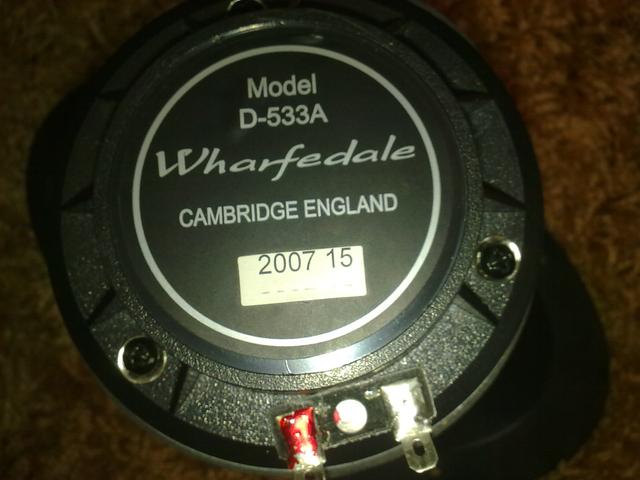 Model
D-533A
Wharfedale
CAMBRIDGE ENGLAND
2007 15